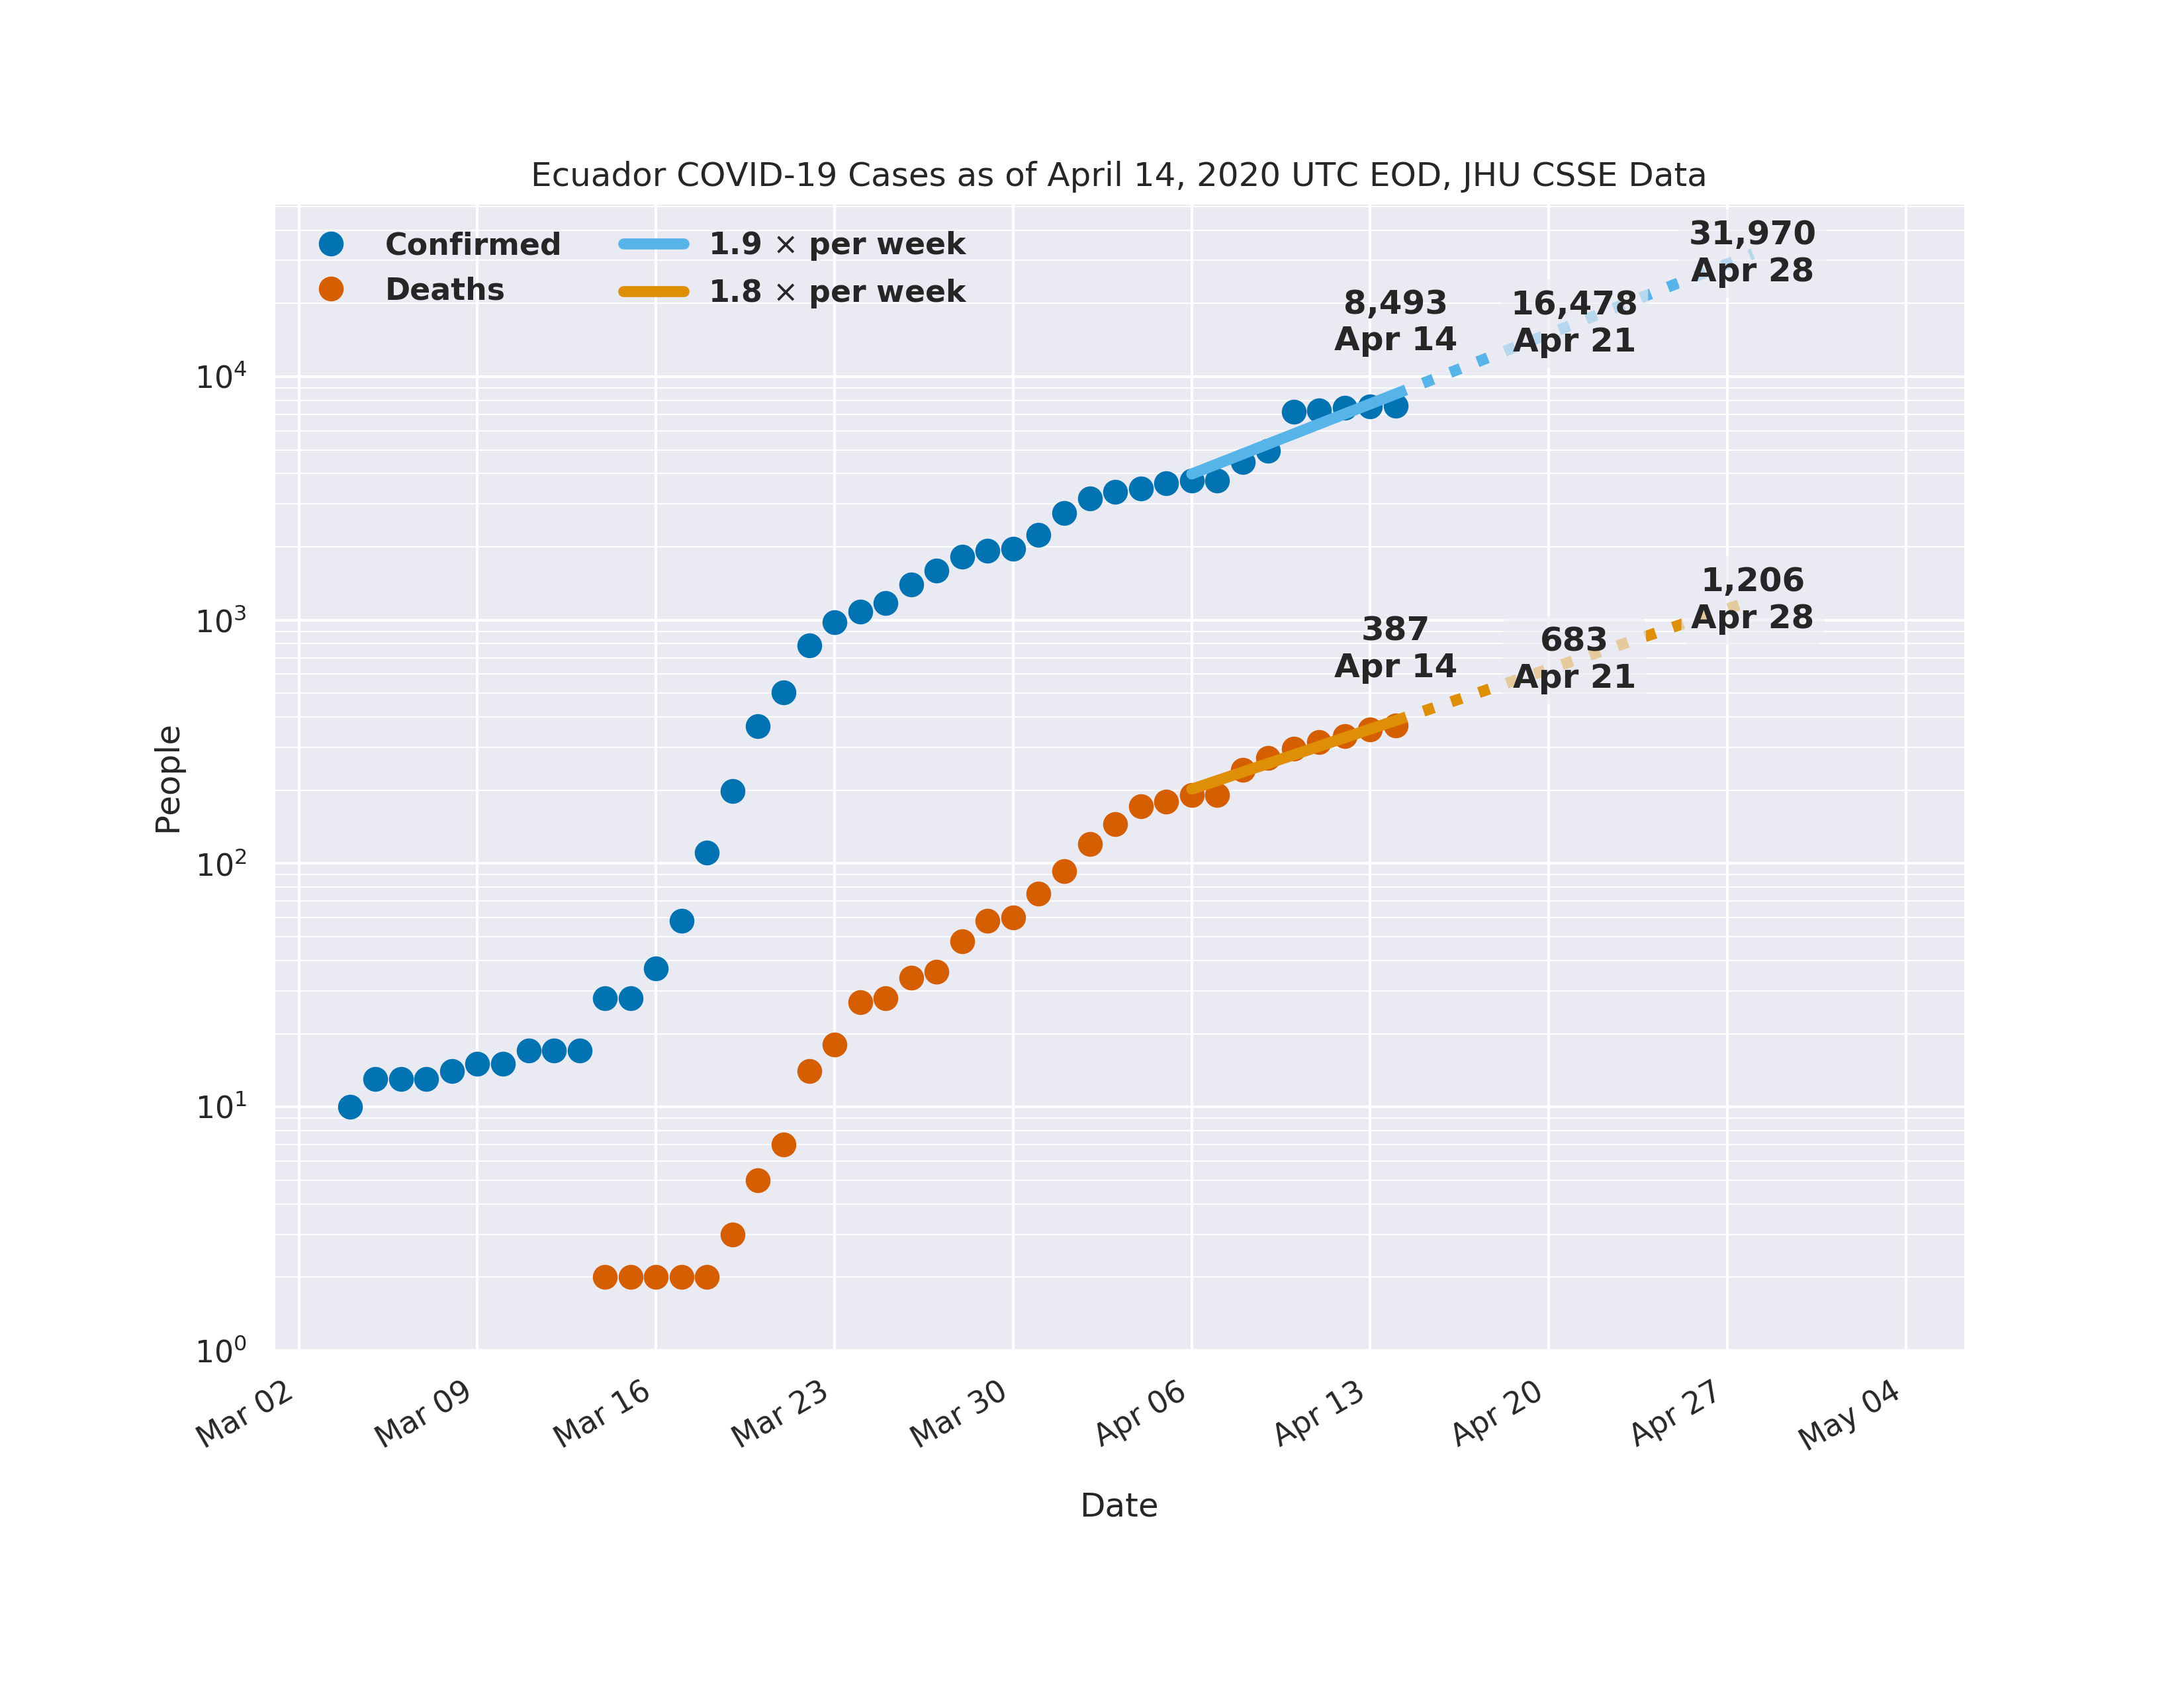 Ecuador COVID-19 Cases as of April 14, 2020 UTC EOD, JHU CSSE Data
Confirmed
Deaths
1.9 × per week
1.8 × per week
31,970
Apr 28
8,493
Apr 14
16,478
Apr 21
1,206
Apr 28
387
Apr 14
683
Apr 21
People
10⁴
10³
10²
10¹
10⁰
Mar 02
Mar 09
Mar 16
Mar 23
Mar 30
Apr 06
Apr 13
Apr 20
Apr 27
May 04
Date